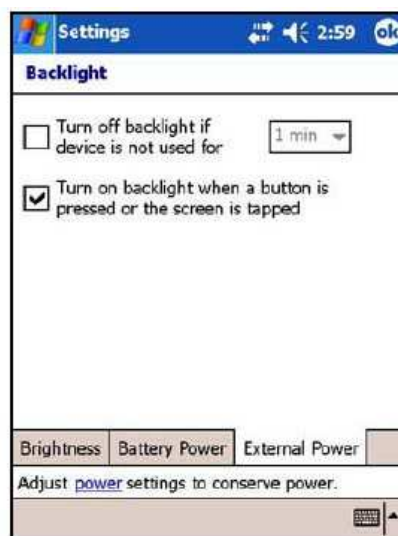 Settings 2:59 ok
Backlight
Turn off backlight if
device is not used for
1 min
Turn on backlight when a button is
pressed or the screen is tapped
Brightness Battery Power External Power
Adjust power settings to conserve power.